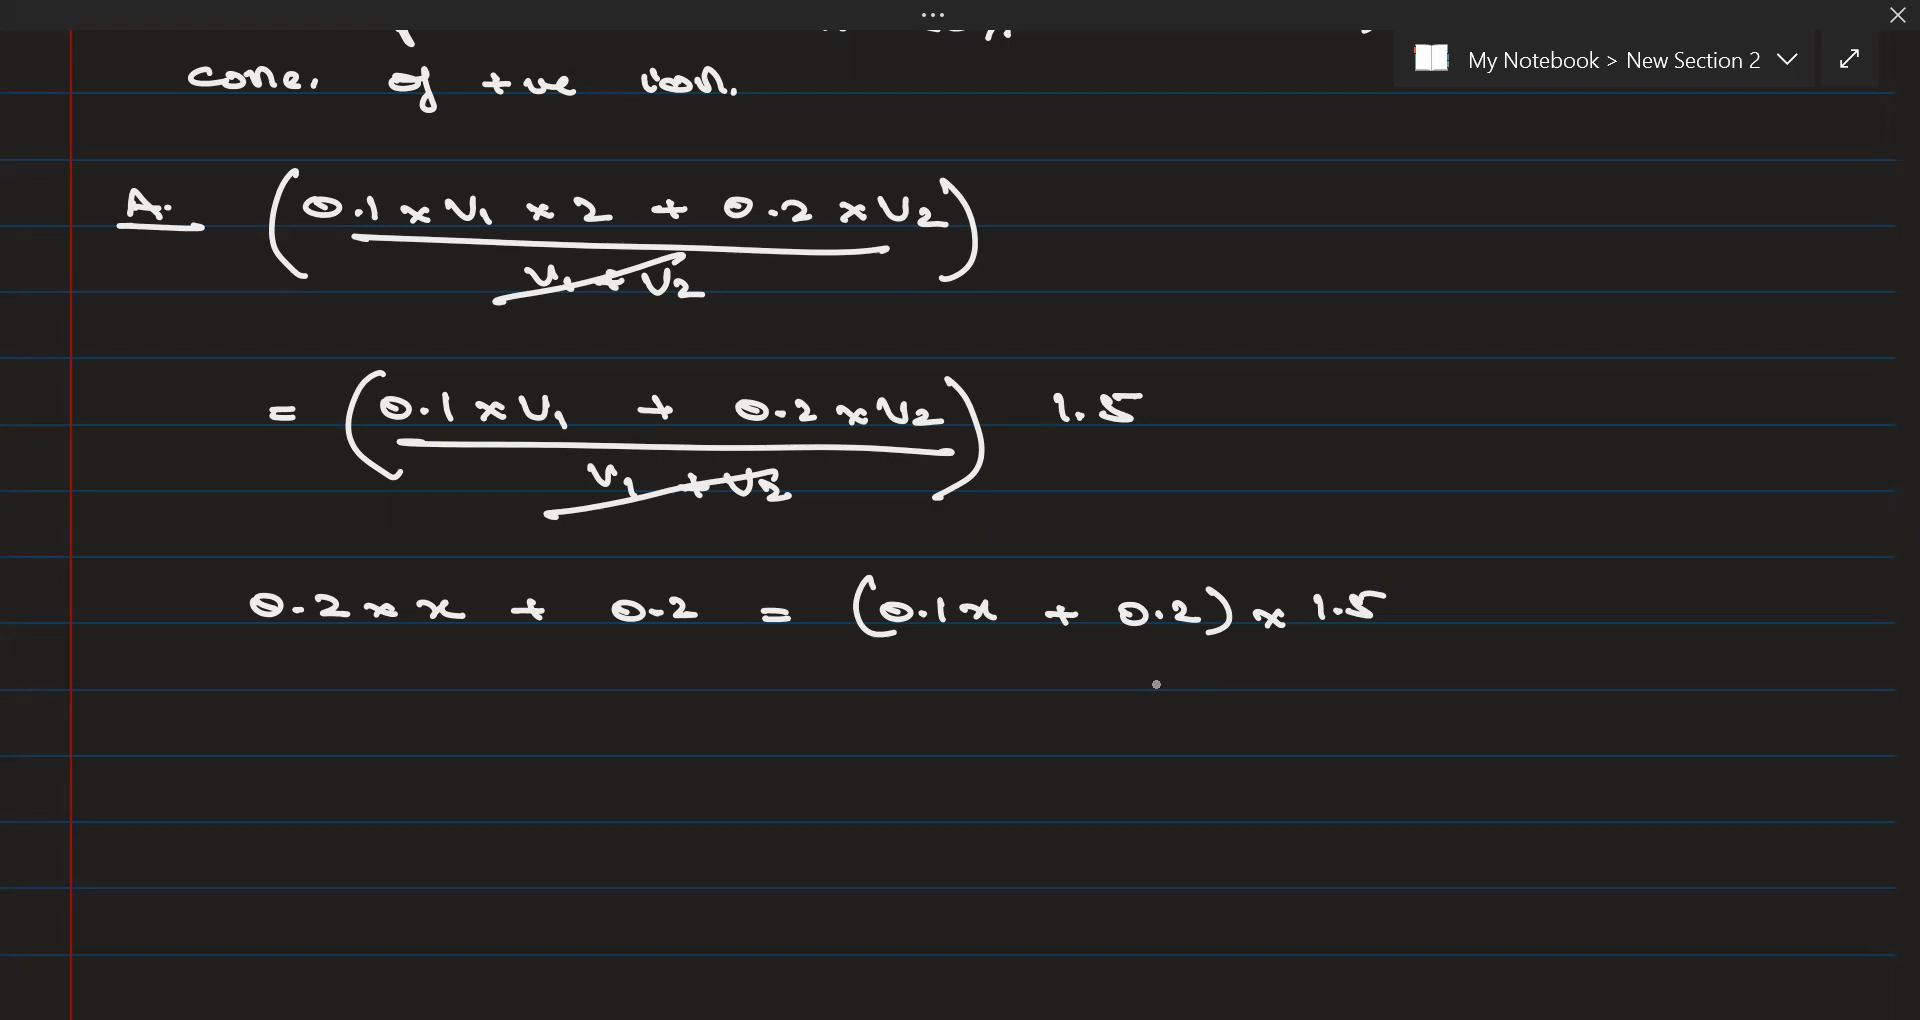 ...
My Notebook > New Section 2
conc. of +ve ion.
A. (0.1 × V₁ × 2 + 0.2 × V₂)
V₁ + V₂
= (0.1 × V₁ + 0.2 × V₂) 1.5
V₁ + V₂
0.2 × x + 0.2 = (0.1x + 0.2) × 1.5